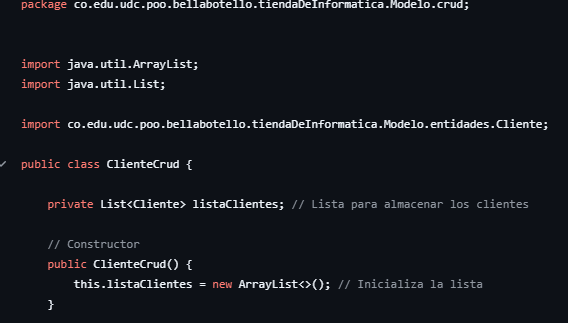 package co.edu.udc.poo.bellabotello.tiendaDeInformatica.Modelo.crud;
import java.util.ArrayList;
import java.util.List;
import co.edu.udc.poo.bellabotello.tiendaDeInformatica.Modelo.entidades.Cliente;
public class ClienteCrud {
private List<Cliente> listaClientes; // Lista para almacenar los clientes
// Constructor
public ClienteCrud() {
this.listaClientes = new ArrayList<>(); // Inicializa la lista
}